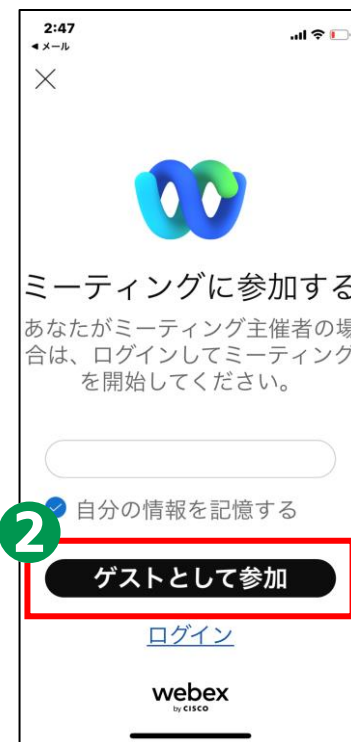 2:47
◀ メール
ミーティングに参加する
あなたがミーティング主催者の場
合は、ログインしてミーティング
を開始してください。
自分の情報を記憶する
2
ゲストとして参加
ログイン
webex
by CISCO